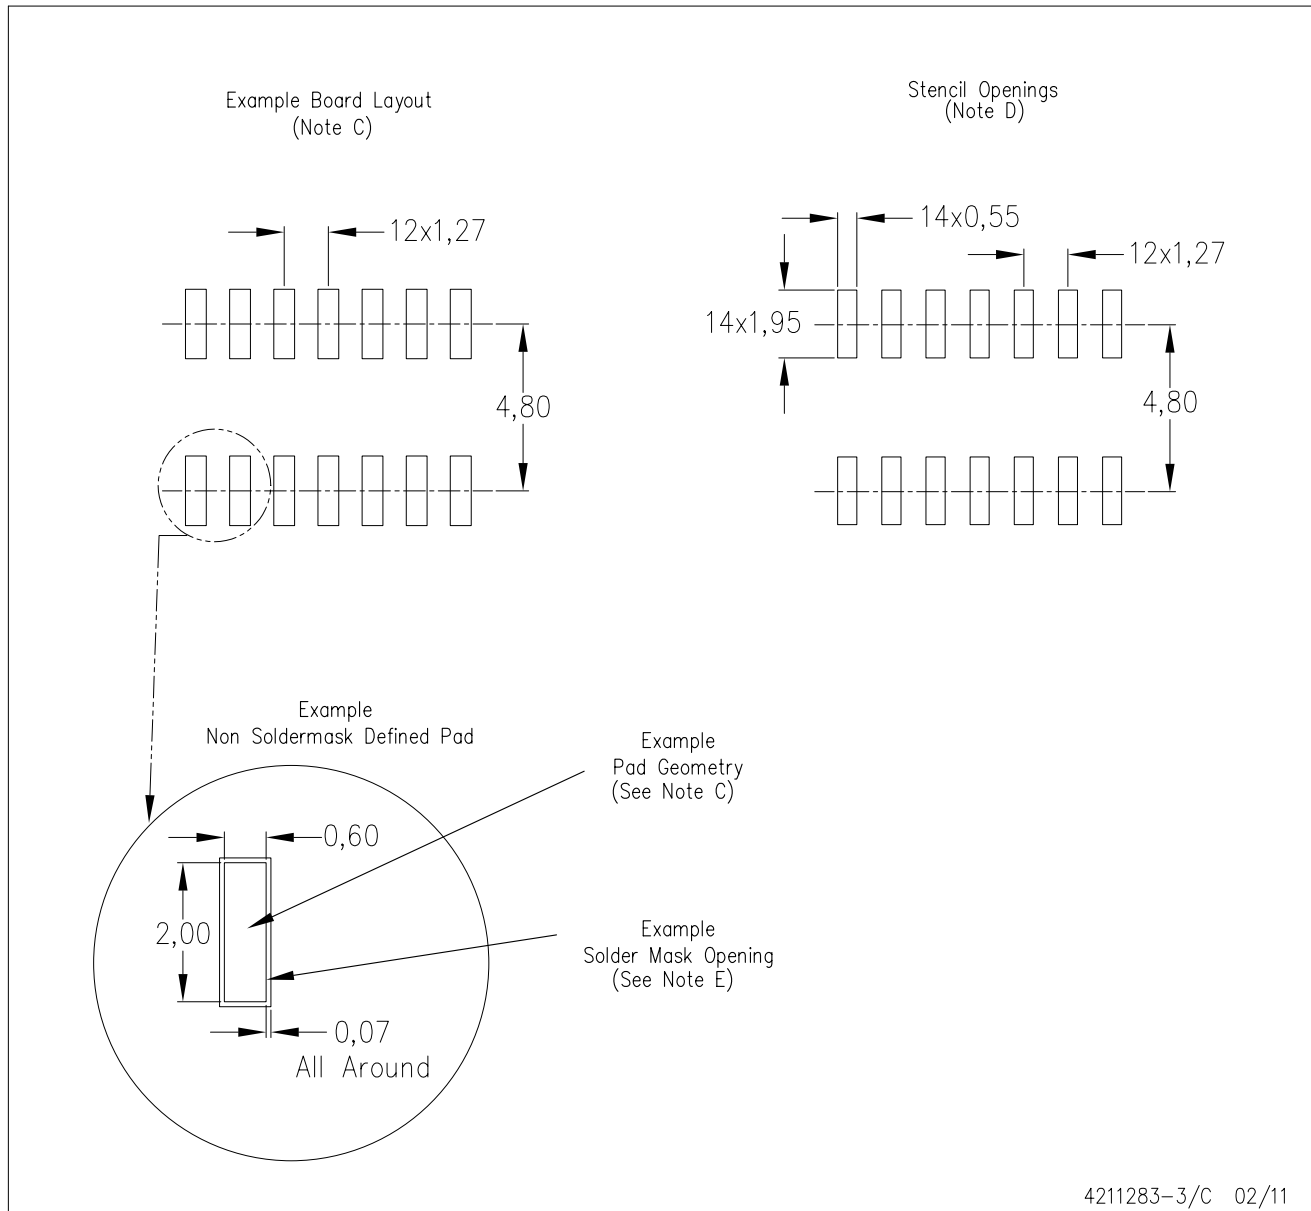 Example Board Layout
(Note C)
Stencil Openings
(Note D)
12x1,27
4,80
14x0,55
12x1,27
14x1,95
4,80
Example
Non Soldermask Defined Pad
0,60
2,00
0,07
All Around
Example
Pad Geometry
(See Note C)
Example
Solder Mask Opening
(See Note E)
4211283-3/C 02/11